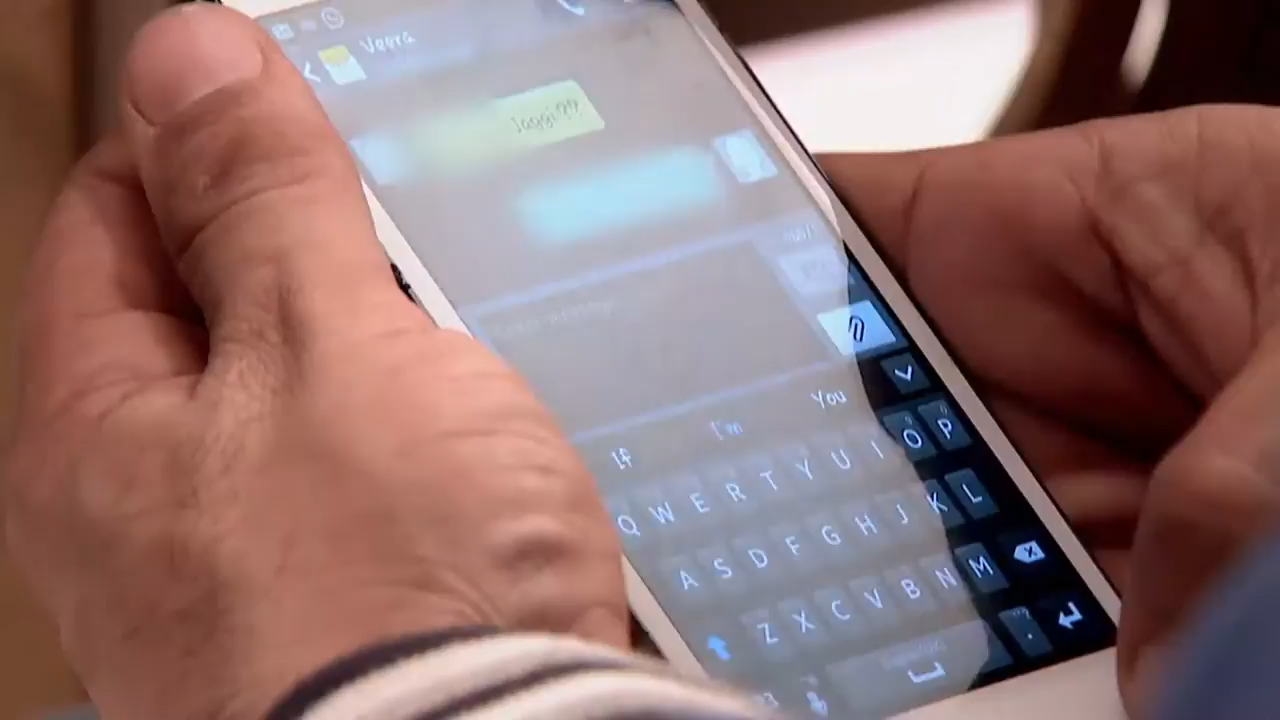 Veera
Jaggi??
If I'm You
Q W E R T Y U I O P
A S D F G H J K L
Z X C V B N M